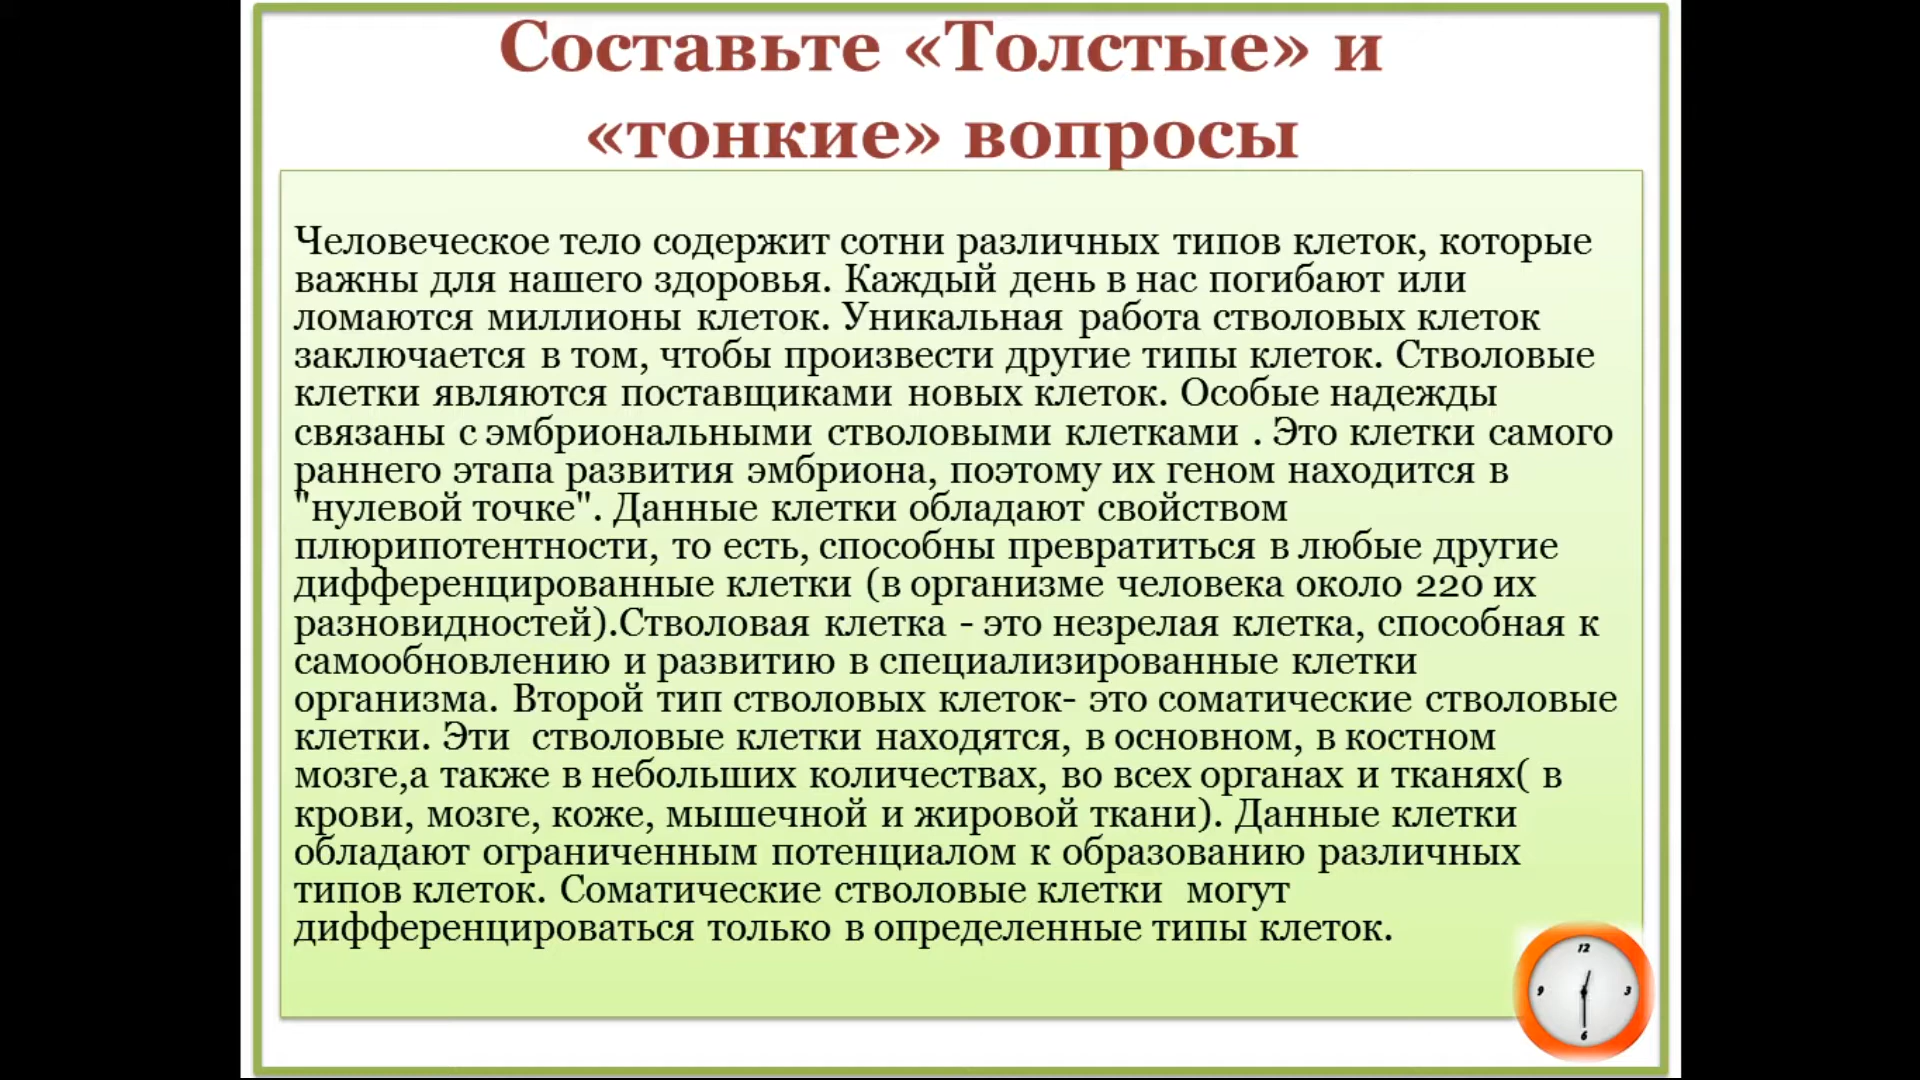 Составьте «Толстые» и
«тонкие» вопросы
Человеческое тело содержит сотни различных типов клеток, которые
важны для нашего здоровья. Каждый день в нас погибают или
ломаются миллионы клеток. Уникальная работа стволовых клеток
заключается в том, чтобы произвести другие типы клеток. Стволовые
клетки являются поставщиками новых клеток. Особые надежды
связаны с эмбриональными стволовыми клетками . Это клетки самого
раннего этапа развития эмбриона, поэтому их геном находится в
"нулевой точке". Данные клетки обладают свойством
плюрипотентности, то есть, способны превратиться в любые другие
дифференцированные клетки (в организме человека около 220 их
разновидностей).Стволовая клетка - это незрелая клетка, способная к
самообновлению и развитию в специализированные клетки
организма. Второй тип стволовых клеток- это соматические стволовые
клетки. Эти  стволовые клетки находятся, в основном, в костном
мозге,а также в небольших количествах, во всех органах и тканях( в
крови, мозге, коже, мышечной и жировой ткани). Данные клетки
обладают ограниченным потенциалом к образованию различных
типов клеток. Соматические стволовые клетки  могут
дифференцироваться только в определенные типы клеток.
12
9 3
6